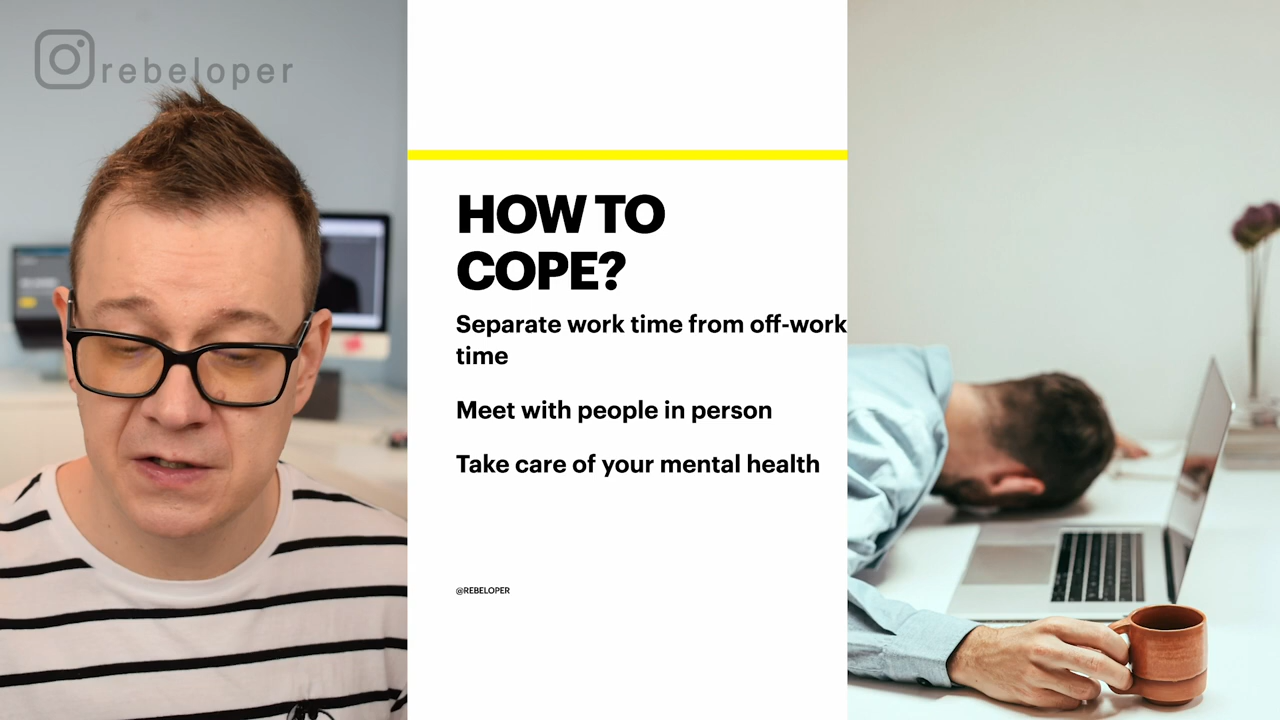 rebeloper
HOW TO
COPE?
Separate work time from off-work
time
Meet with people in person
Take care of your mental health
@REBELOPER